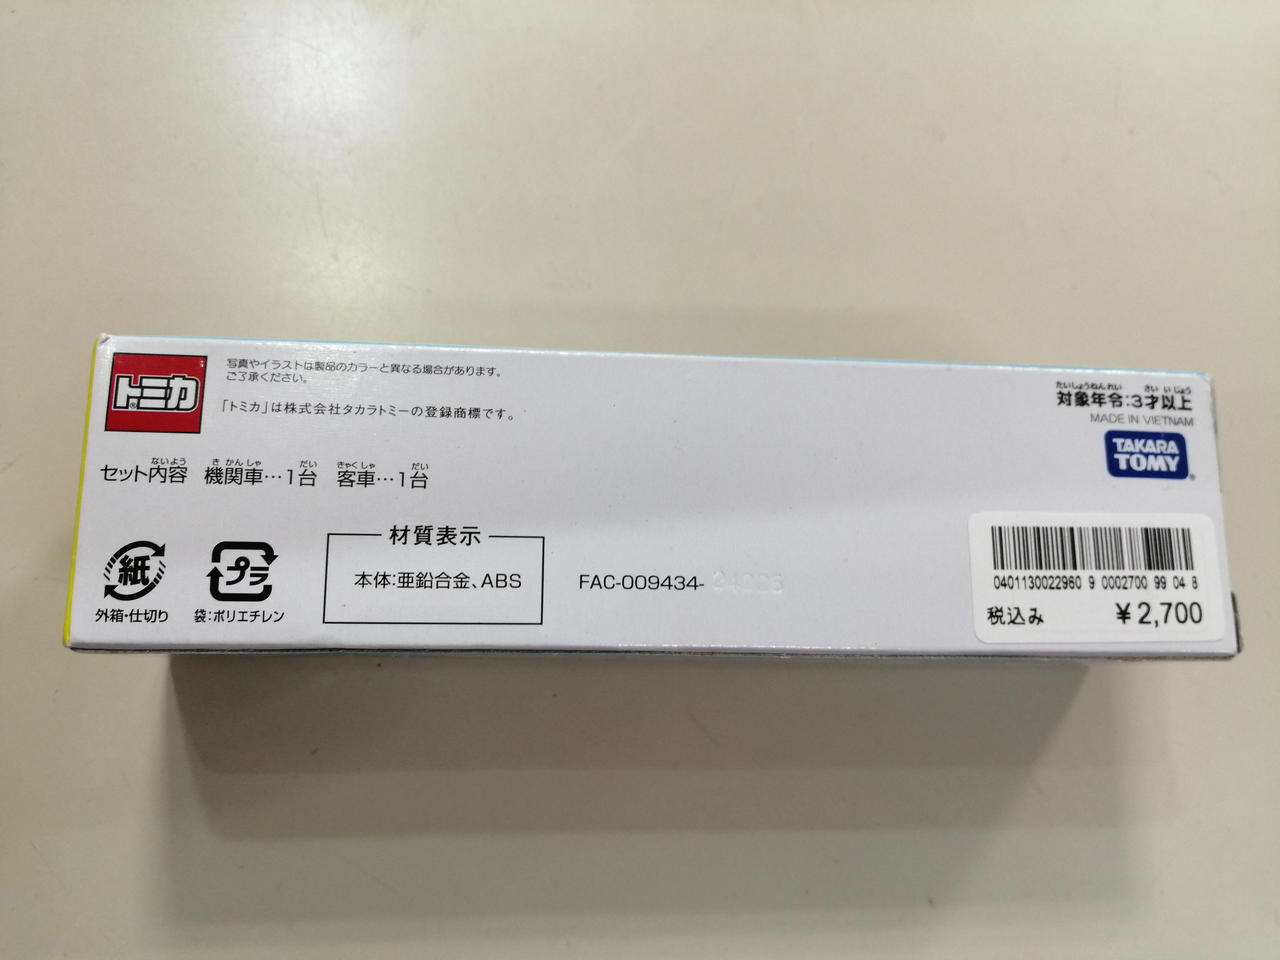 トミカ®
写真やイラストは製品のカラーと異なる場合があります。
ご了承ください。
「トミカ」は株式会社タカラトミーの登録商標です。
ないよう きかんしゃ だい きゃくしゃ だい
セット内容 機関車…1台 客車…1台
紙
外箱・仕切り
プラ
袋:ポリエチレン
材質表示
本体:亜鉛合金、ABS
FAC-009434-
たいしょうねんれい さい いじょう
対象年令:3才以上
MADE IN VIETNAM
TAKARA
TOMY®
0401130022960 9 0002700 99 04 8
税込み ¥2,700